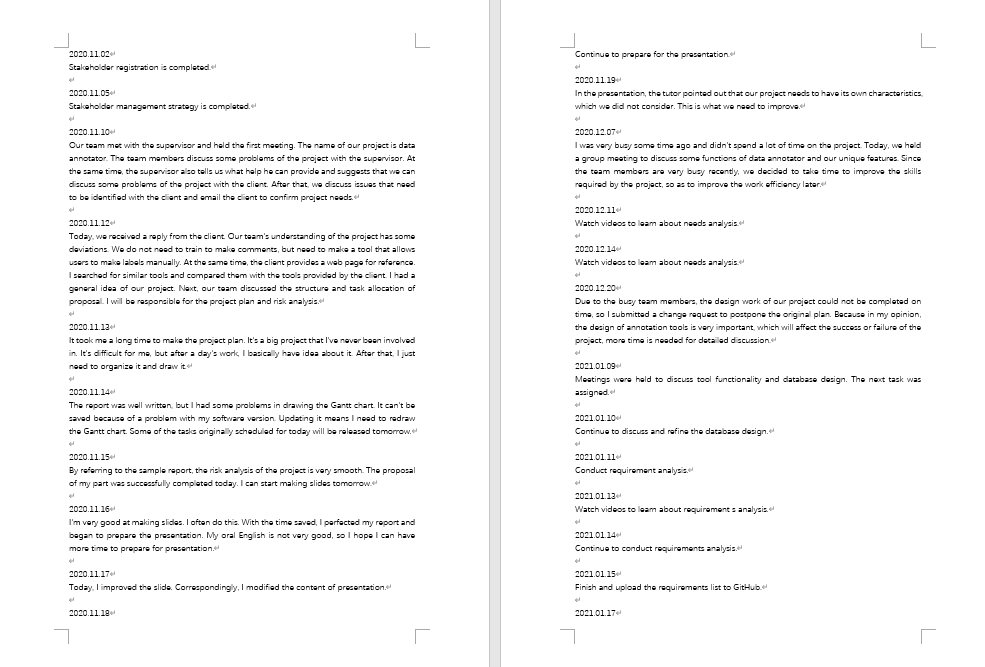 2020.11.02
Stakeholder registration is completed.
2020.11.05
Stakeholder management strategy is completed.
2020.11.10
Our team met with the supervisor and held the first meeting. The name of our project is data
annotator. The team members discuss some problems of the project with the supervisor. At
the same time, the supervisor also tells us what help he can provide and suggests that we can
discuss some problems of the project with the client. After that, we discuss issues that need
to be identified with the client and email the client to confirm project needs.
2020.11.12
Today, we received a reply from the client. Our team's understanding of the project has some
deviations. We do not need to train to make comments, but need to make a tool that allows
users to make labels manually. At the same time, the client provides a web page for reference.
I searched for similar tools and compared them with the tools provided by the client. I had a
general idea of our project. Next, our team discussed the structure and task allocation of
proposal. I will be responsible for the project plan and risk analysis.
2020.11.13
It took me a long time to make the project plan. It's a big project that I've never been involved
in. It's difficult for me, but after a day's work, I basically have idea about it. After that, I just
need to organize it and draw it.
2020.11.14
The report was well written, but I had some problems in drawing the Gantt chart. It can't be
saved because of a problem with my software version. Updating it means I need to redraw
the Gantt chart. Some of the tasks originally scheduled for today will be released tomorrow.
2020.11.15
By referring to the sample report, the risk analysis of the project is very smooth. The proposal
of my part was successfully completed today. I can start making slides tomorrow.
2020.11.16
I'm very good at making slides. I often do this. With the time saved, I perfected my report and
began to prepare the presentation. My oral English is not very good, so I hope I can have
more time to prepare for presentation.
2020.11.17
Today, I improved the slide. Correspondingly, I modified the content of presentation.
2020.11.18
Continue to prepare for the presentation.
2020.11.19
In the presentation, the tutor pointed out that our project needs to have its own characteristics,
which we did not consider. This is what we need to improve.
2020.12.07
I was very busy some time ago and didn't spend a lot of time on the project. Today, we held
a group meeting to discuss some functions of data annotator and our unique features. Since
the team members are very busy recently, we decided to take time to improve the skills
required by the project, so as to improve the work efficiency later.
2020.12.11
Watch videos to learn about needs analysis.
2020.12.14
Watch videos to learn about needs analysis.
2020.12.20
Due to the busy team members, the design work of our project could not be completed on
time, so I submitted a change request to postpone the original plan. Because in my opinion,
the design of annotation tools is very important, which will affect the success or failure of the
project, more time is needed for detailed discussion.
2021.01.09
Meetings were held to discuss tool functionality and database design. The next task was
assigned.
2021.01.10
Continue to discuss and refine the database design.
2021.01.11
Conduct requirement analysis.
2021.01.13
Watch videos to learn about requirement s analysis.
2021.01.14
Continue to conduct requirements analysis.
2021.01.15
Finish and upload the requirements list to GitHub.
2021.01.17